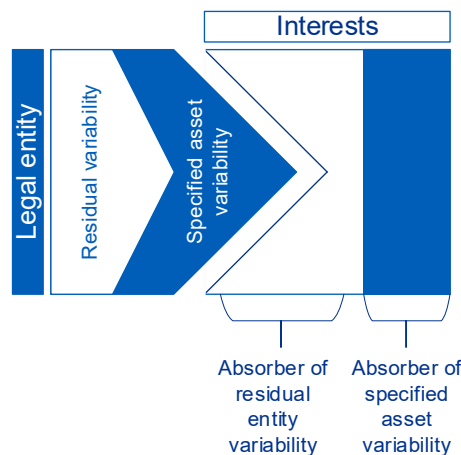 Interests
Legal entity
Residual variability
Specified asset
variability
Absorber of
residual
entity
variability
Absorber of
specified
asset
variability